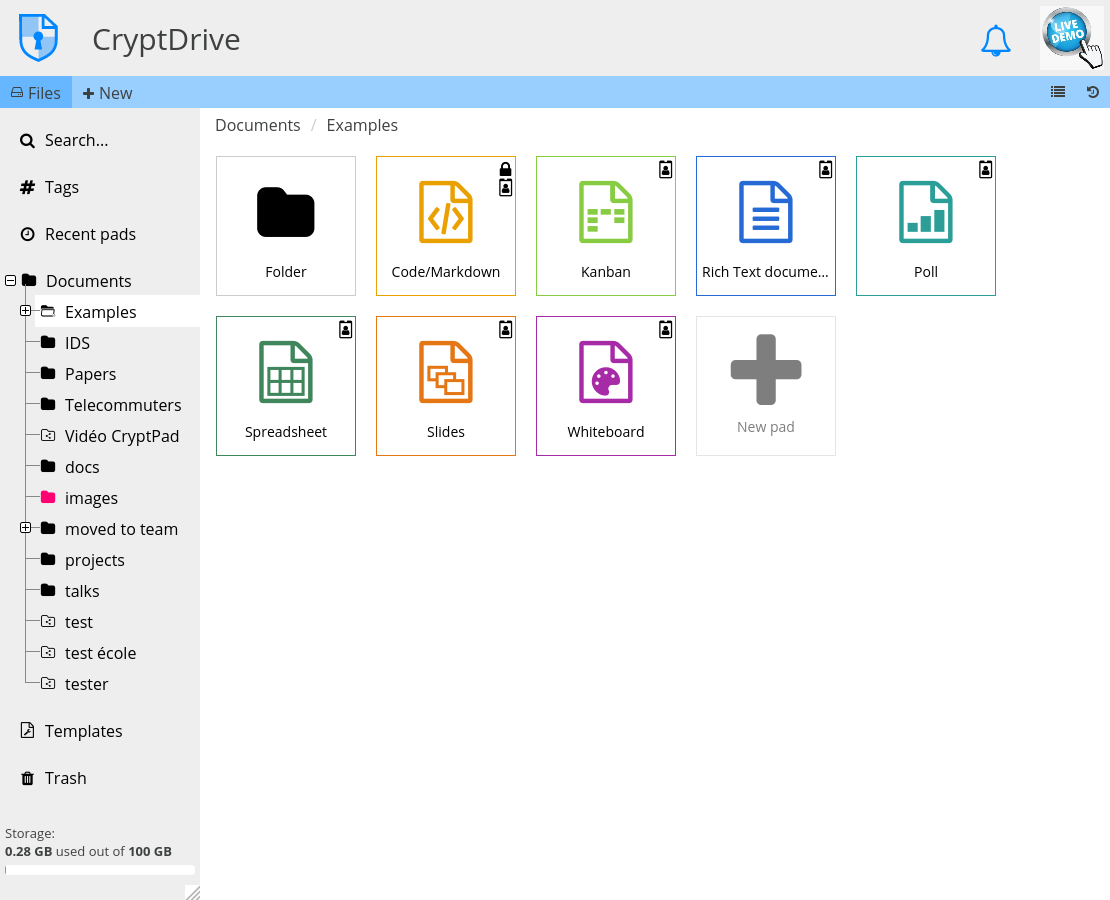 CryptDrive
LIVE
DEMO
Files
New
Search...
Tags
Recent pads
Documents
Examples
IDS
Papers
Telecommuters
Vidéo CryptPad
docs
images
moved to team
projects
talks
test
test école
tester
Templates
Trash
Storage:
0.28 GB used out of 100 GB
Documents / Examples
Folder
Code/Markdown
Kanban
Rich Text docume...
Poll
Spreadsheet
Slides
Whiteboard
New pad